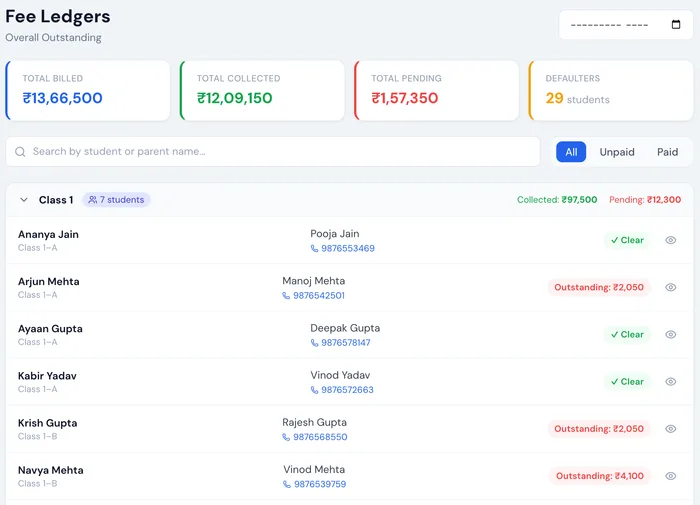 Fee Ledgers
Overall Outstanding
--------- ----
TOTAL BILLED
₹13,66,500
TOTAL COLLECTED
₹12,09,150
TOTAL PENDING
₹1,57,350
DEFAULTERS
29 students
Search by student or parent name...
All Unpaid Paid
Class 1 7 students Collected: ₹97,500 Pending: ₹12,300
Ananya Jain
Class 1–A
Pooja Jain
9876553469
✓ Clear
Arjun Mehta
Class 1–A
Manoj Mehta
9876542501
Outstanding: ₹2,050
Ayaan Gupta
Class 1–A
Deepak Gupta
9876578147
✓ Clear
Kabir Yadav
Class 1–A
Vinod Yadav
9876572663
✓ Clear
Krish Gupta
Class 1–B
Rajesh Gupta
9876568550
Outstanding: ₹2,050
Navya Mehta
Class 1–B
Vinod Mehta
9876539759
Outstanding: ₹4,100